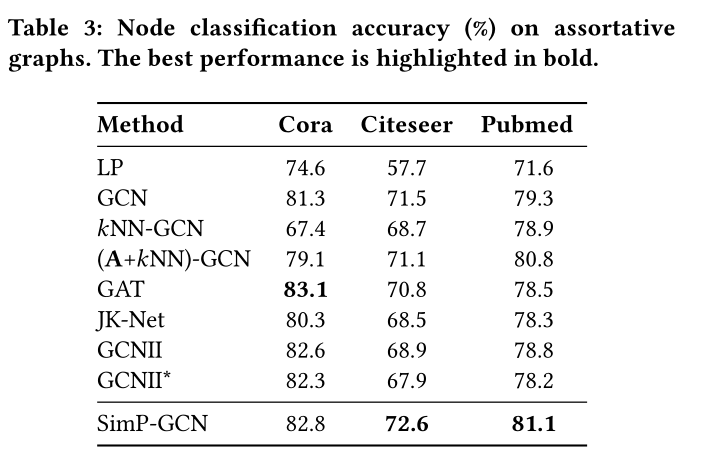 Table 3: Node classification accuracy (%) on assortative
graphs. The best performance is highlighted in bold.
Method Cora Citeseer Pubmed
LP 74.6 57.7 71.6
GCN 81.3 71.5 79.3
kNN-GCN 67.4 68.7 78.9
(A+kNN)-GCN 79.1 71.1 80.8
GAT 83.1 70.8 78.5
JK-Net 80.3 68.5 78.3
GCNII 82.6 68.9 78.8
GCNII* 82.3 67.9 78.2
SimP-GCN 82.8 72.6 81.1